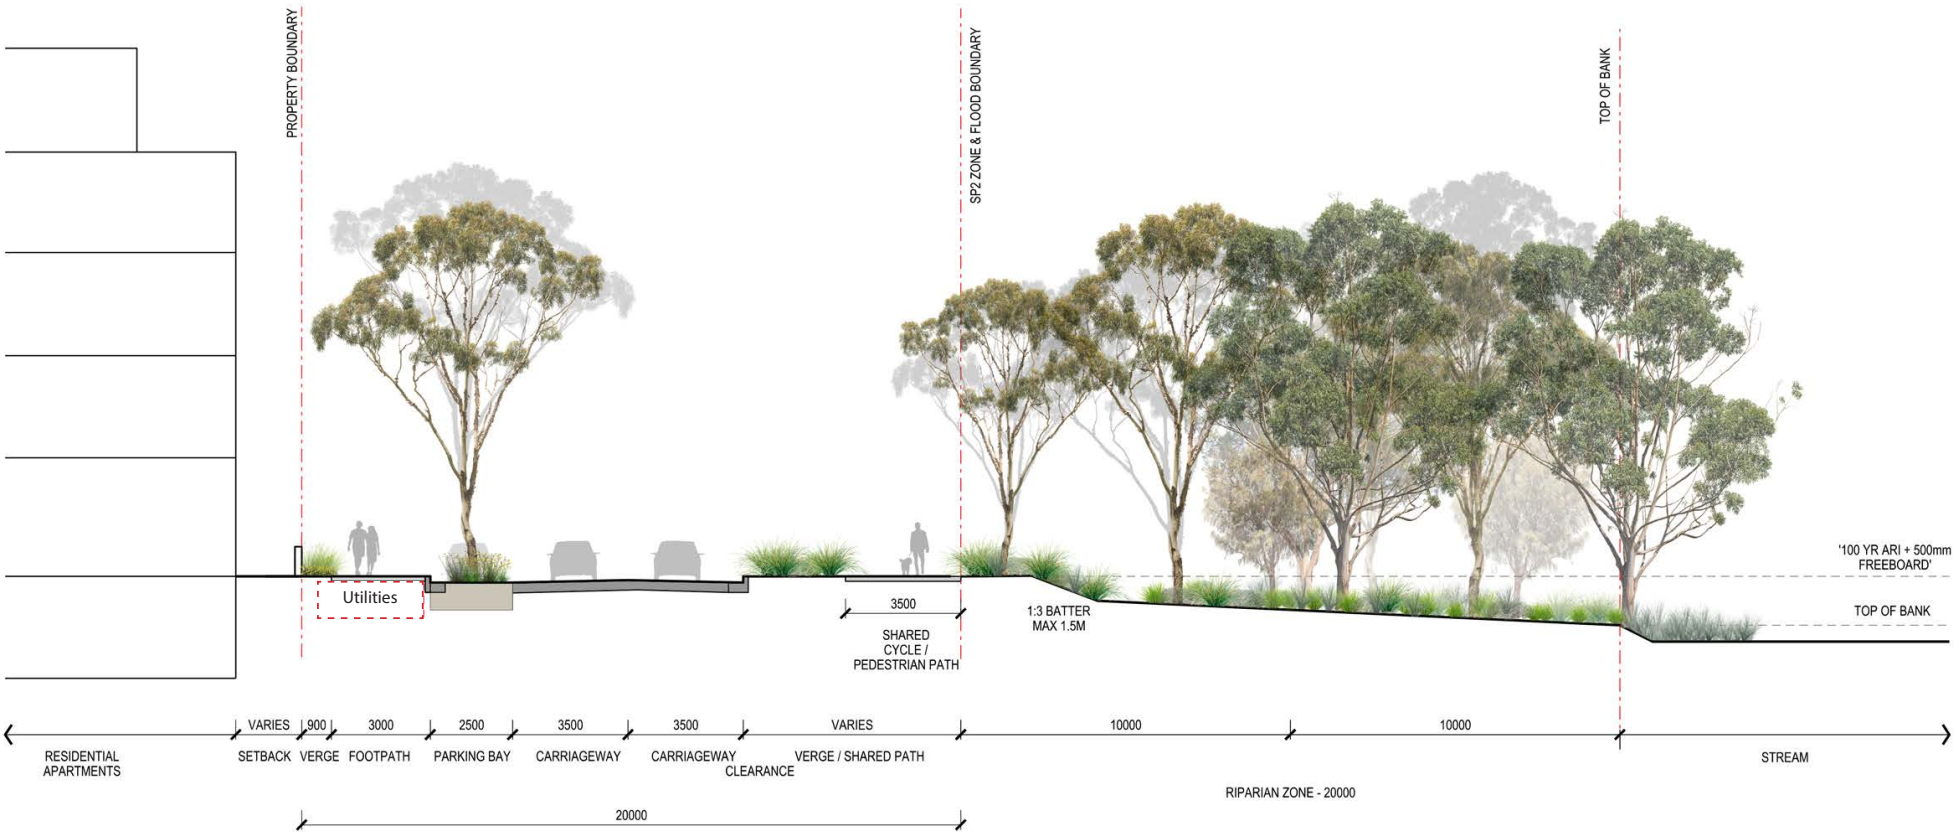 PROPERTY BOUNDARY
SP2 ZONE & FLOOD BOUNDARY
TOP OF BANK
'100 YR ARI + 500mm
FREEBOARD'
TOP OF BANK
Utilities
3500
SHARED
CYCLE /
PEDESTRIAN PATH
1:3 BATTER
MAX 1.5M
VARIES
900
3000
2500
3500
3500
VARIES
10000
10000
RESIDENTIAL
APARTMENTS
SETBACK
VERGE
FOOTPATH
PARKING BAY
CARRIAGEWAY
CARRIAGEWAY
CLEARANCE
VERGE / SHARED PATH
STREAM
RIPARIAN ZONE - 20000
20000